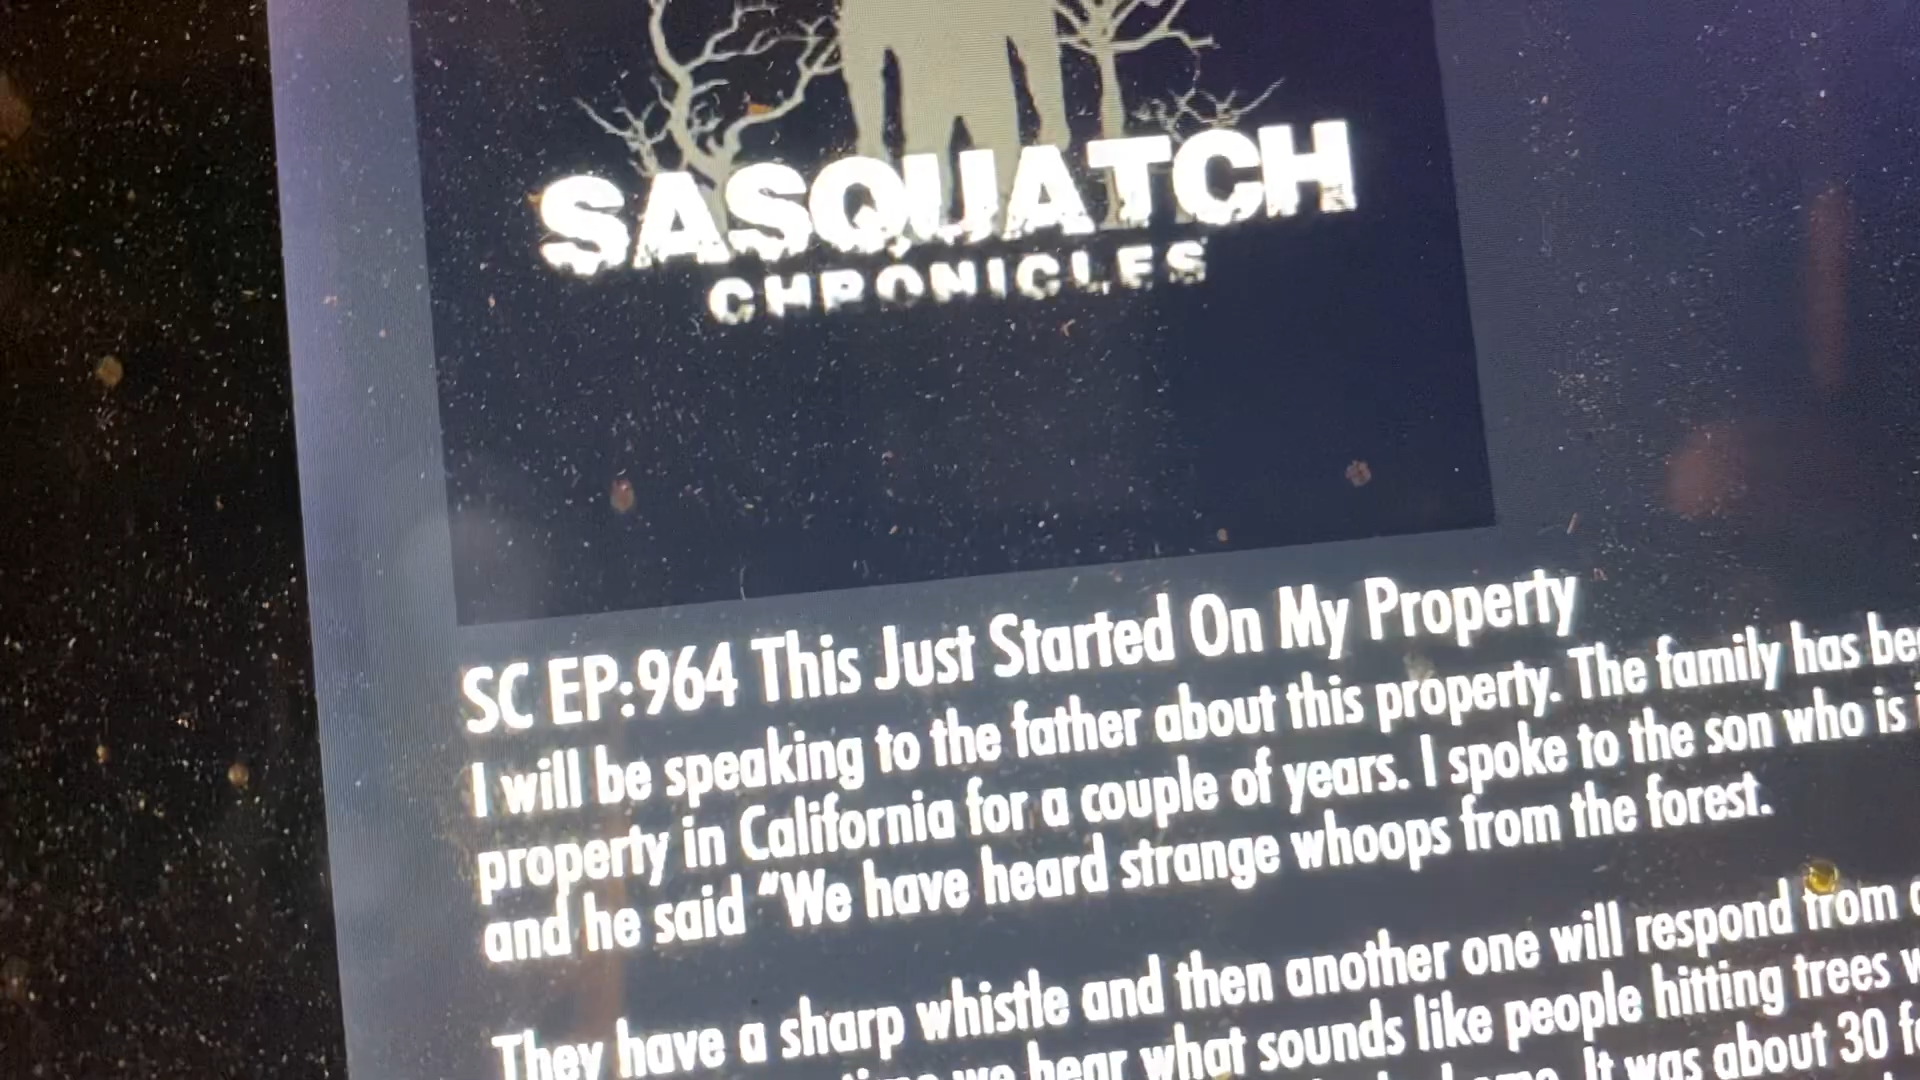 SASQUATCH
CHRONICLES
SC EP:964 This Just Started On My Property
I will be speaking to the father about this property. The family has
property in California for a couple of years. I spoke to the son who is
and he said “We have heard strange whoops from the forest.
They have a sharp whistle and then another one will respond from
we hear what sounds like people hitting trees
It was about 30